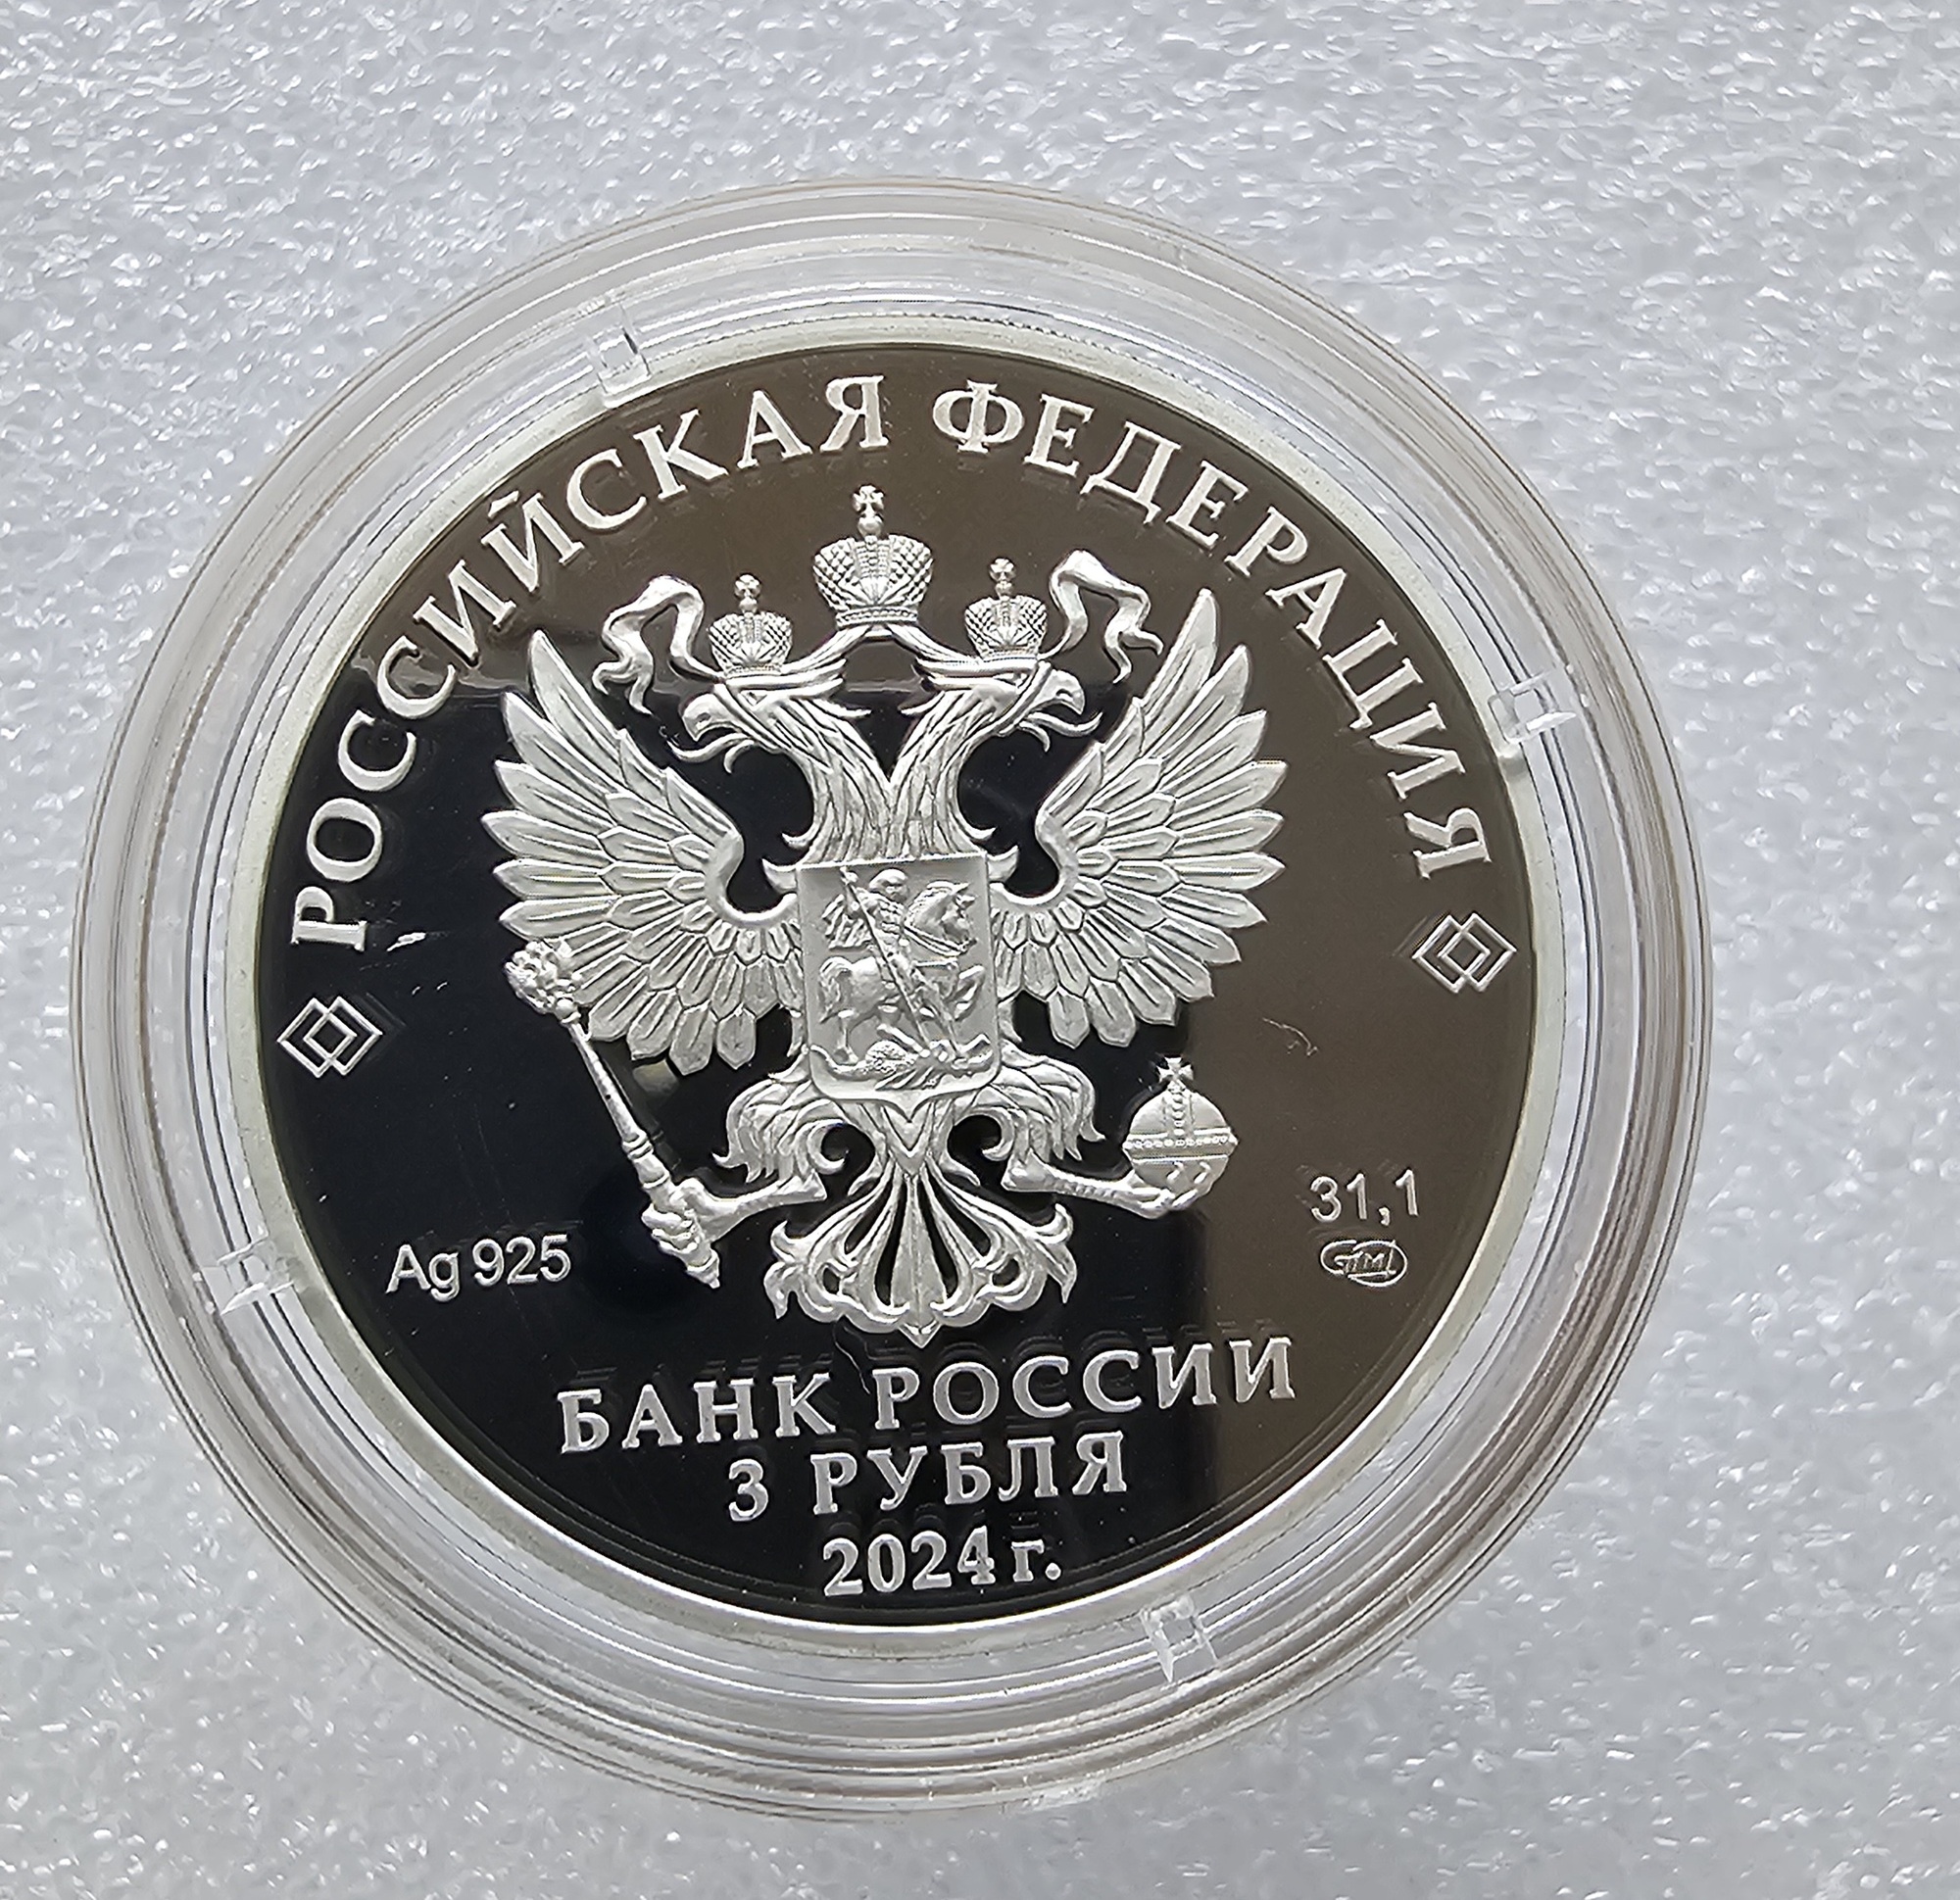 РОССИЙСКАЯ ФЕДЕРАЦИЯ
Ag 925
31,1
БАНК РОССИИ
3 РУБЛЯ
2024 г.